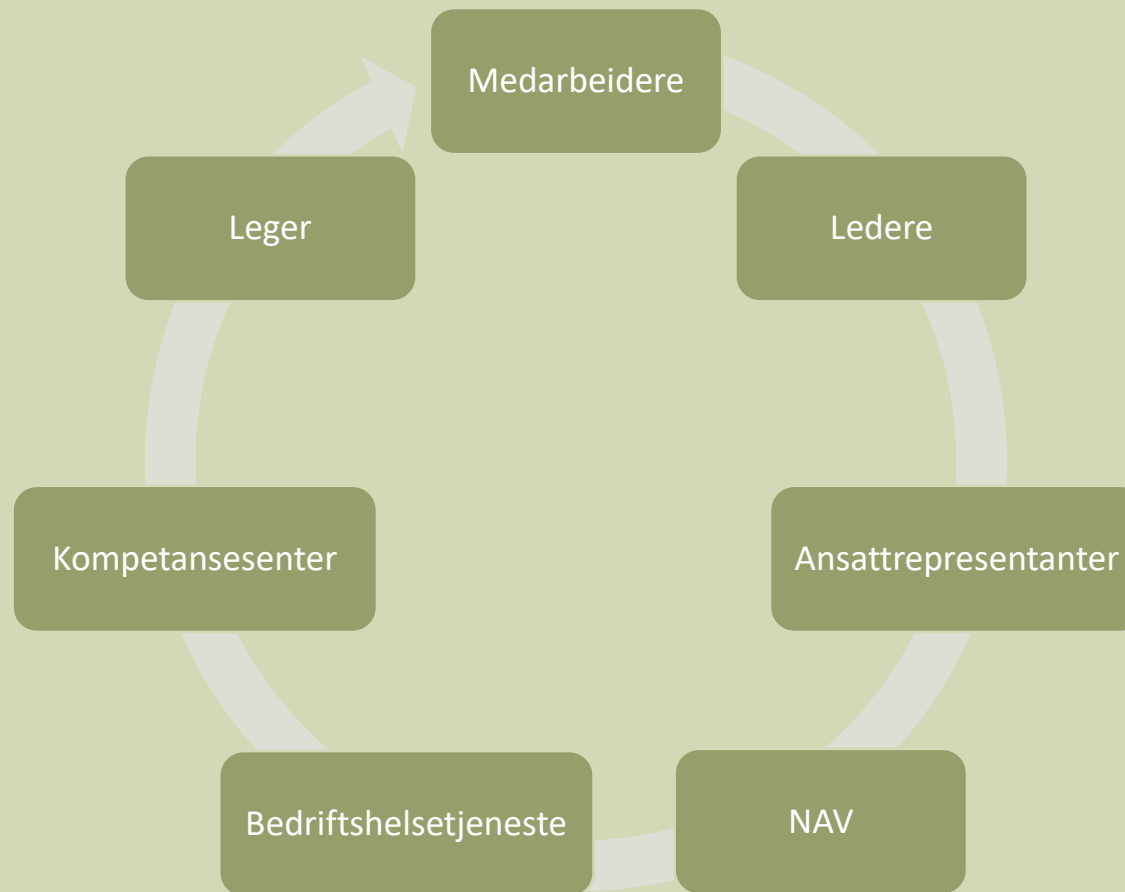 Medarbeidere
Ledere
Ansattrepresentanter
NAV
Bedriftshelsetjeneste
Kompetansesenter
Leger